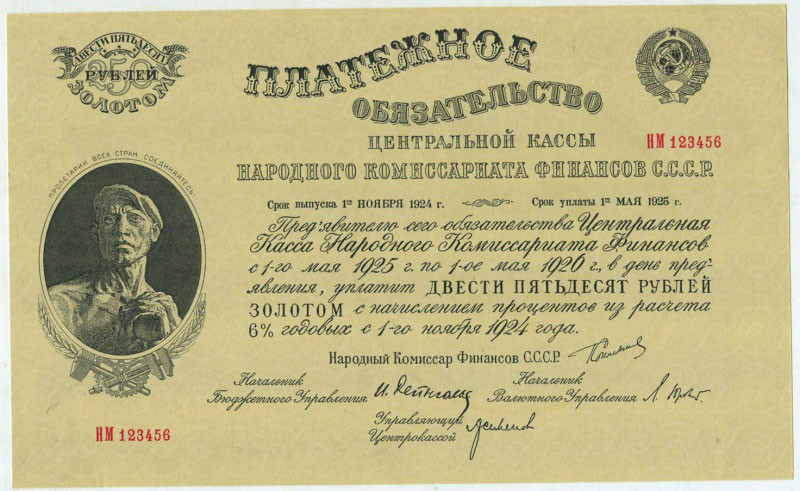 ДВЕСТИ ПЯТЬДЕСЯТ
250
РУБЛЕЙ
ЗОЛОТОМ
ПЛАТЕЖНОЕ
ОБЯЗАТЕЛЬСТВО
ЦЕНТРАЛЬНОЙ КАССЫ
НМ 123456
НАРОДНОГО КОМИССАРИАТА ФИНАНСОВ С.С.С.Р.
ПРОЛЕТАРИИ ВСЕХ СТРАН, СОЕДИНЯЙТЕСЬ!
Срок выпуска 1го НОЯБРЯ 1924 г. Срок уплаты 1го МАЯ 1925 г.
Пред'явителю сего обязательства Центральная
Касса Народного Комиссариата Финансов
с 1-го мая 1925 г. по 1-ое мая 1926 г., в день пред'-
явления, уплатит ДВЕСТИ ПЯТЬДЕСЯТ РУБЛЕЙ
ЗОЛОТОМ с начислением процентов из расчета
6% годовых с 1-го ноября 1924 года.
Народный Комиссар Финансов С.С.С.Р.
Начальник
Бюджетного Управления
Начальник
Валютного Управления
Управляющий
Центрокассой
НМ 123456